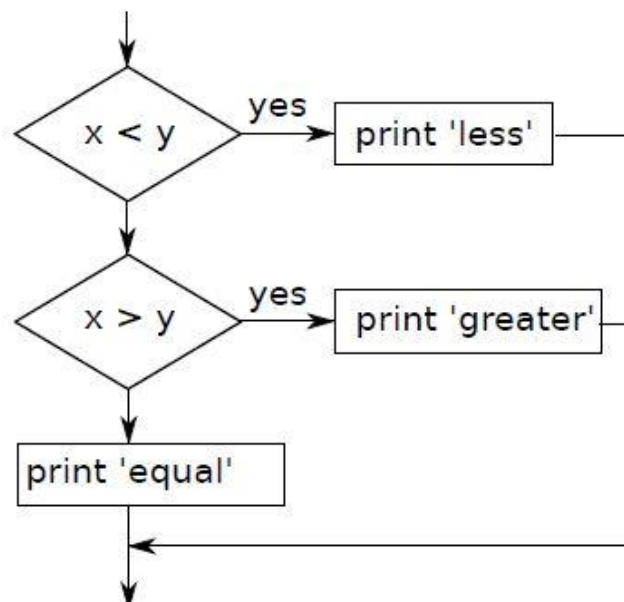 yes
x < y
print 'less'
yes
x > y
print 'greater'
print 'equal'